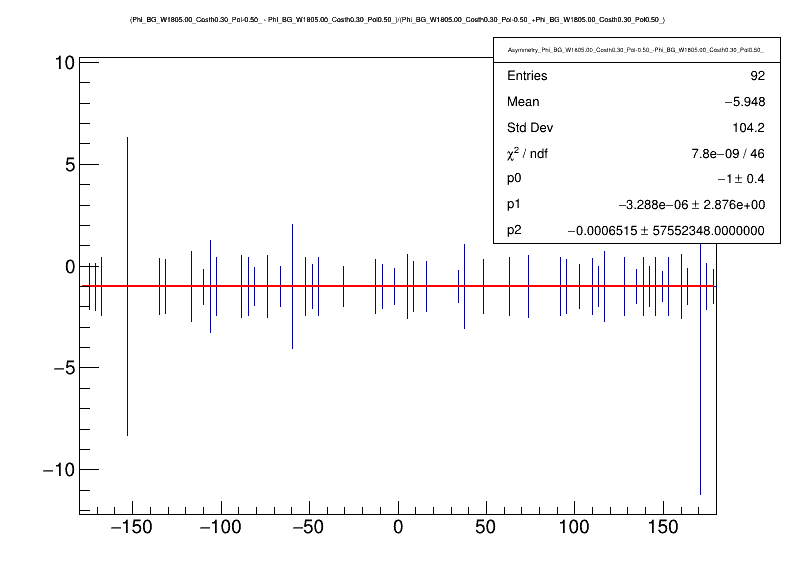 (Phi_BG_W1805.00_Costh0.30_Pol-0.50_ - Phi_BG_W1805.00_Costh0.30_Pol0.50_)/(Phi_BG_W1805.00_Costh0.30_Pol-0.50_+Phi_BG_W1805.00_Costh0.30_Pol0.50_)
Asymmetry_Phi_BG_W1805.00_Costh0.30_Pol-0.50_-Phi_BG_W1805.00_Costh0.30_Pol0.50_
Entries 92
Mean −5.948
Std Dev 104.2
χ² / ndf 7.8e−09 / 46
p0 −1 ± 0.4
p1 −3.288e−06 ± 2.876e+00
p2 −0.0006515 ± 57552348.0000000
10
5
0
−5
−10
−150 −100 −50 0 50 100 150